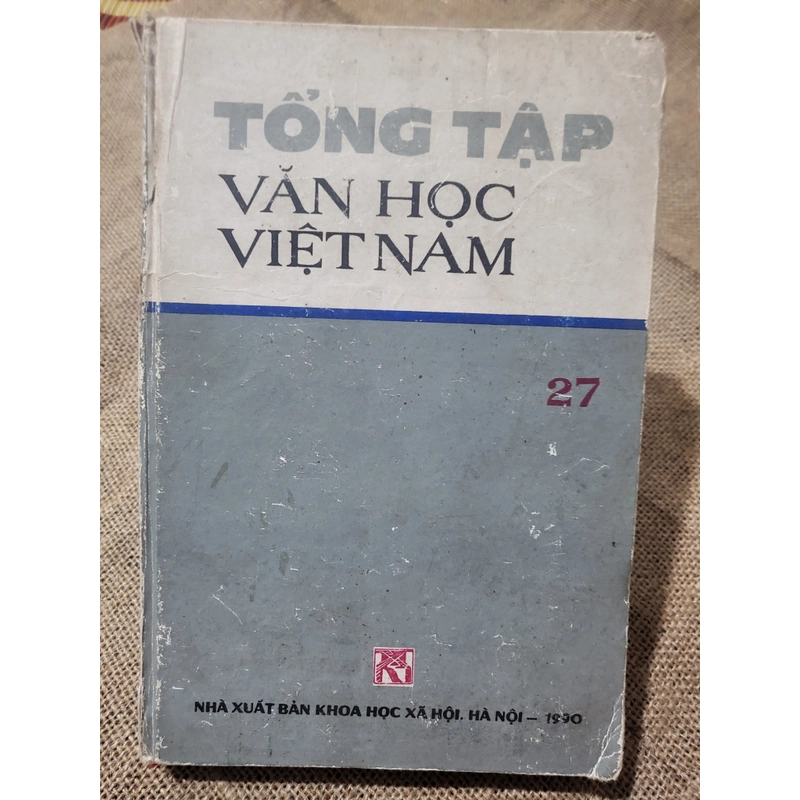 TỔNG TẬP
VĂN HỌC
VIỆT NAM
27
NHÀ XUẤT BẢN KHOA HỌC XÃ HỘI. HÀ NỘI – 1990